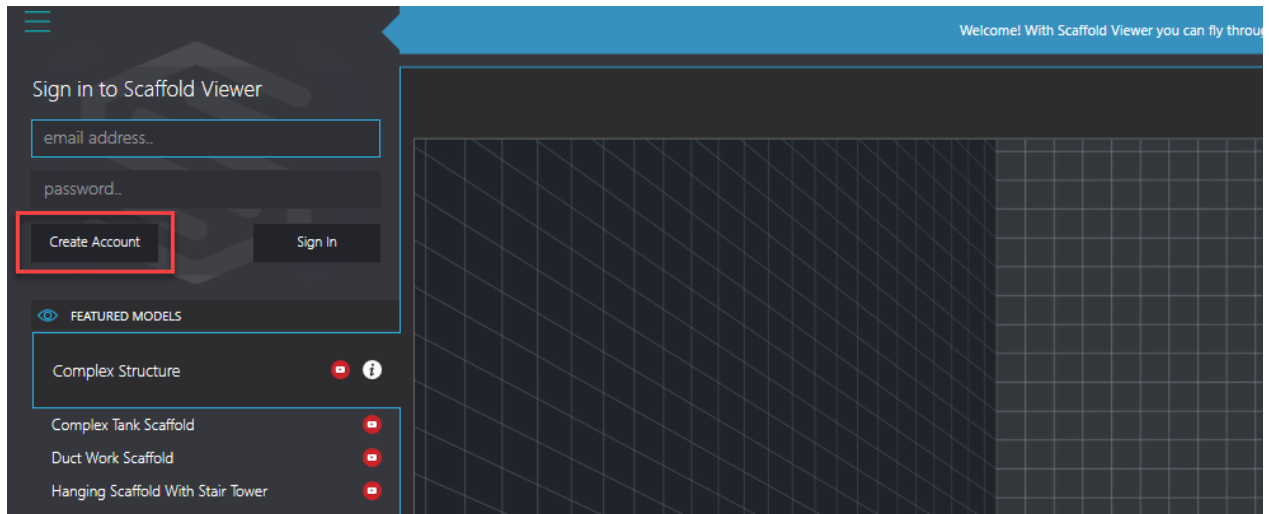 Welcome! With Scaffold Viewer you can fly throug
Sign in to Scaffold Viewer
email address..
password..
Create Account
Sign In
FEATURED MODELS
Complex Structure
Complex Tank Scaffold
Duct Work Scaffold
Hanging Scaffold With Stair Tower